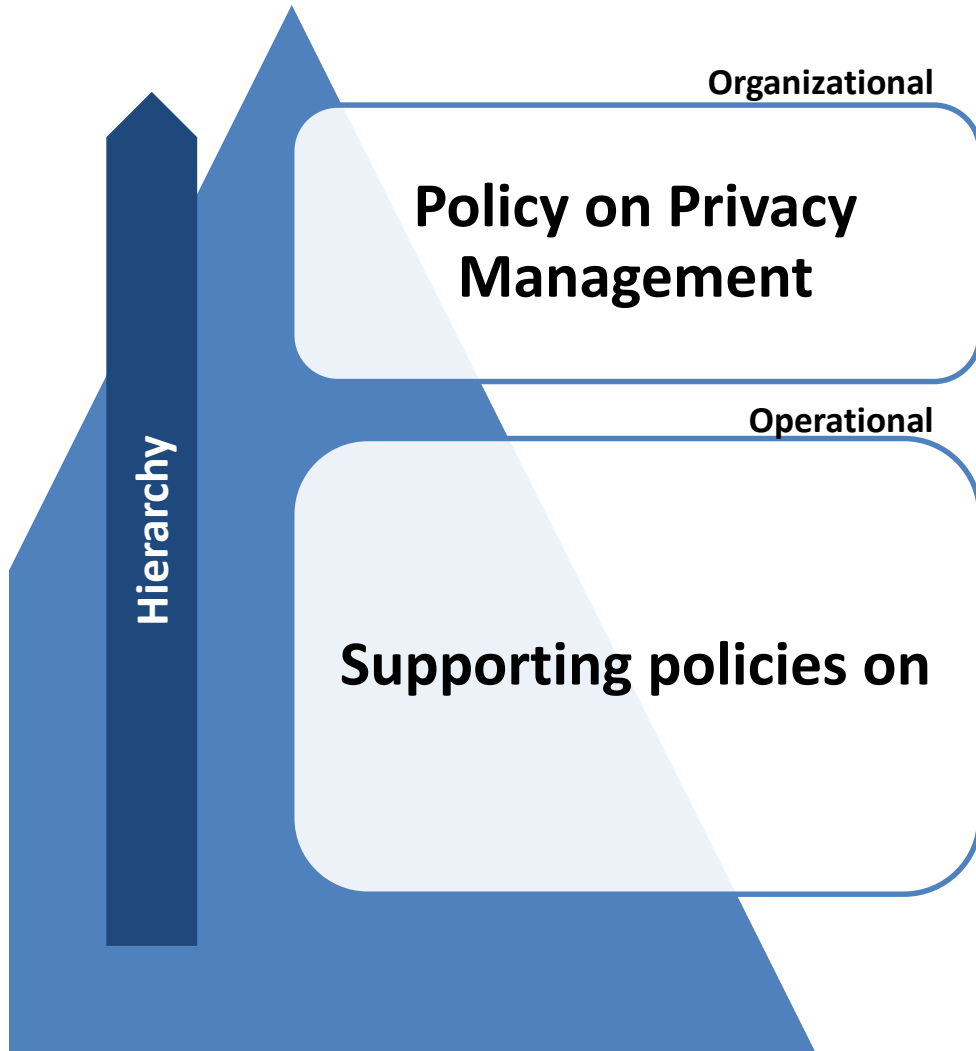 Organizational
Policy on Privacy
Management
Operational
Hierarchy
Supporting policies on